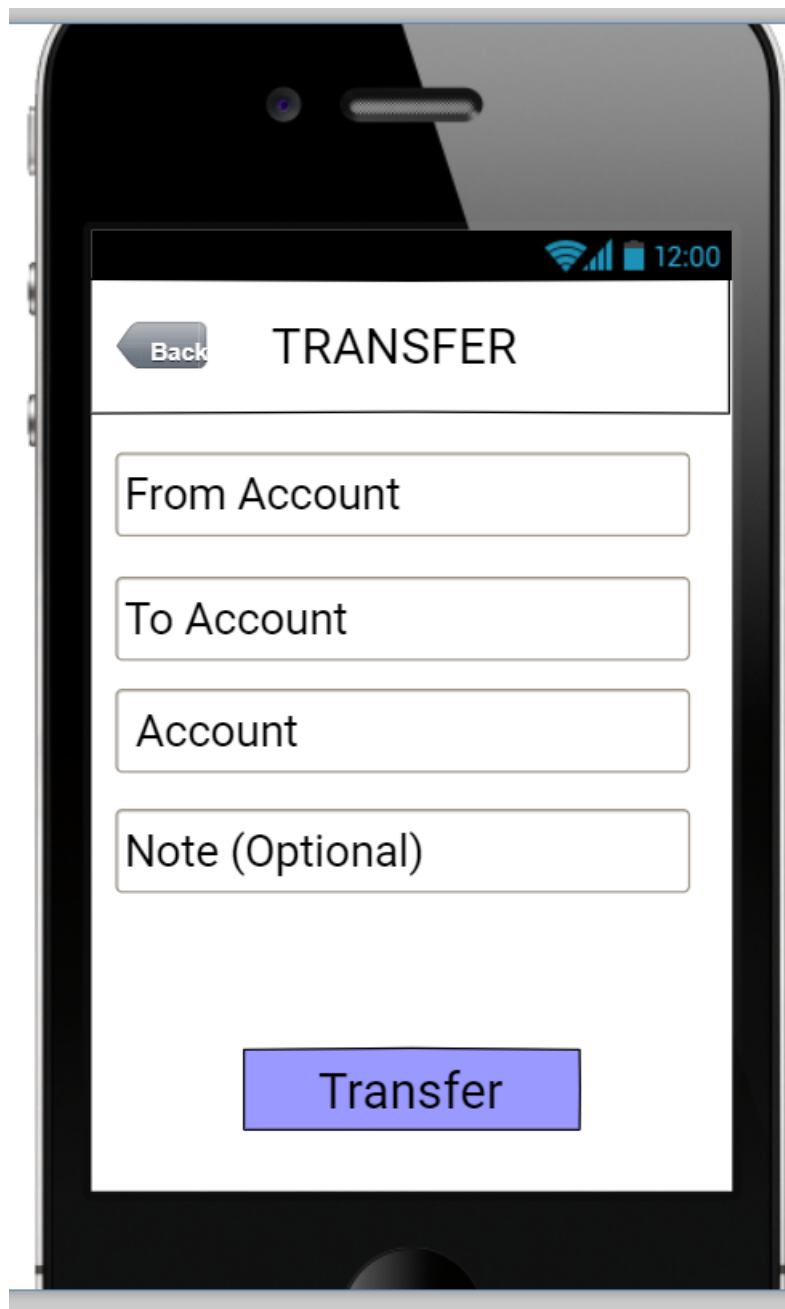 12:00
Back
TRANSFER
From Account
To Account
Account
Note (Optional)
Transfer